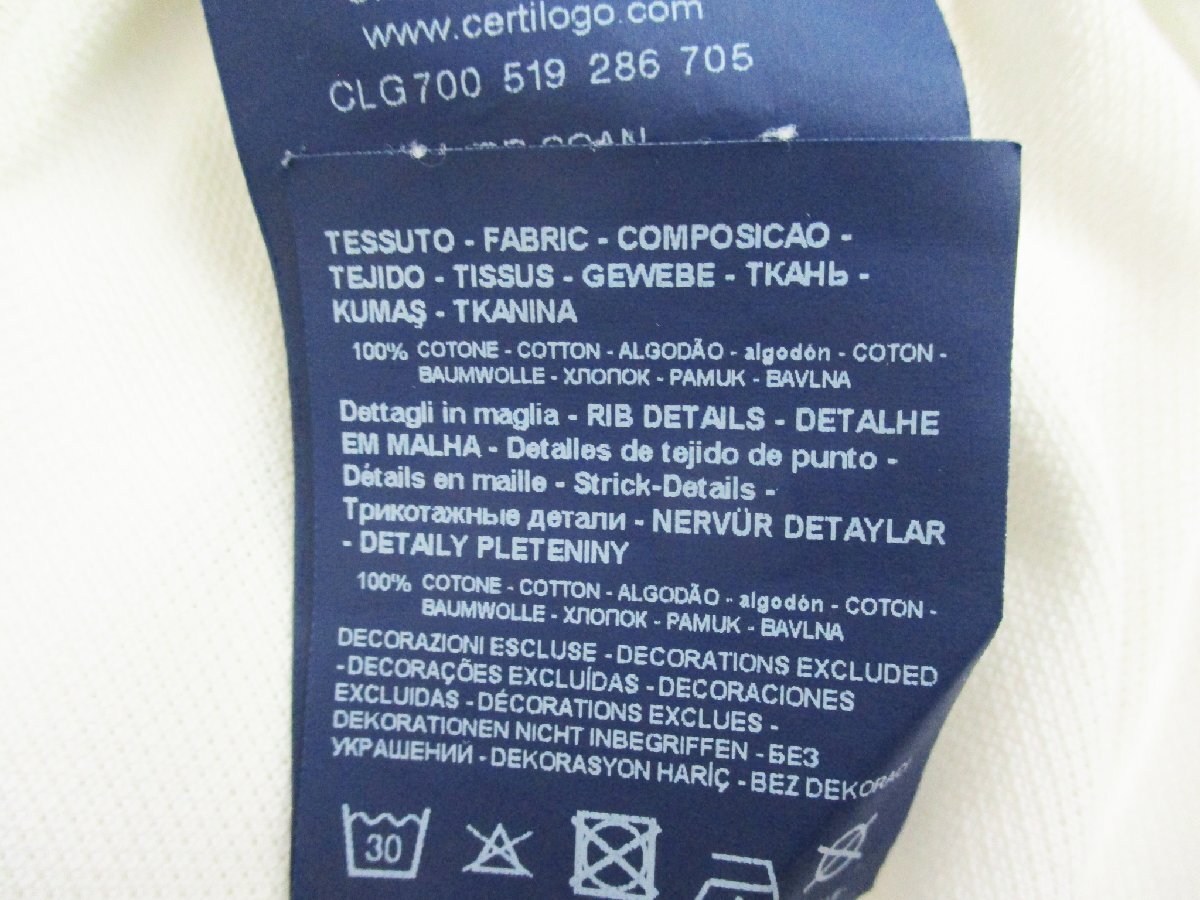 www.certilogo.com
CLG700 519 286 705
SCAN
TESSUTO - FABRIC - COMPOSICAO -
TEJIDO - TISSUS - GEWEBE - ТКАНЬ -
KUMAŞ - TKANINA
100% COTONE - COTTON - ALGODÃO - algodón - COTON -
BAUMWOLLE - ХЛОПОК - PAMUK - BAVLNA
Dettagli in maglia - RIB DETAILS - DETALHE
EM MALHA - Detalles de tejido de punto -
Détails en maille - Strick-Details -
Трикотажные детали - NERVÜR DETAYLAR
- DETAILY PLETENINY
100% COTONE - COTTON - ALGODÃO - algodón - COTON -
BAUMWOLLE - ХЛОПОК - PAMUK - BAVLNA
DECORAZIONI ESCLUSE - DECORATIONS EXCLUDED
- DECORAÇÕES EXCLUÍDAS - DECORACIONES
EXCLUIDAS - DÉCORATIONS EXCLUES -
DEKORATIONEN NICHT INBEGRIFFEN - БЕЗ
УКРАШЕНИЙ - DEKORASYON HARİÇ - BEZ
30